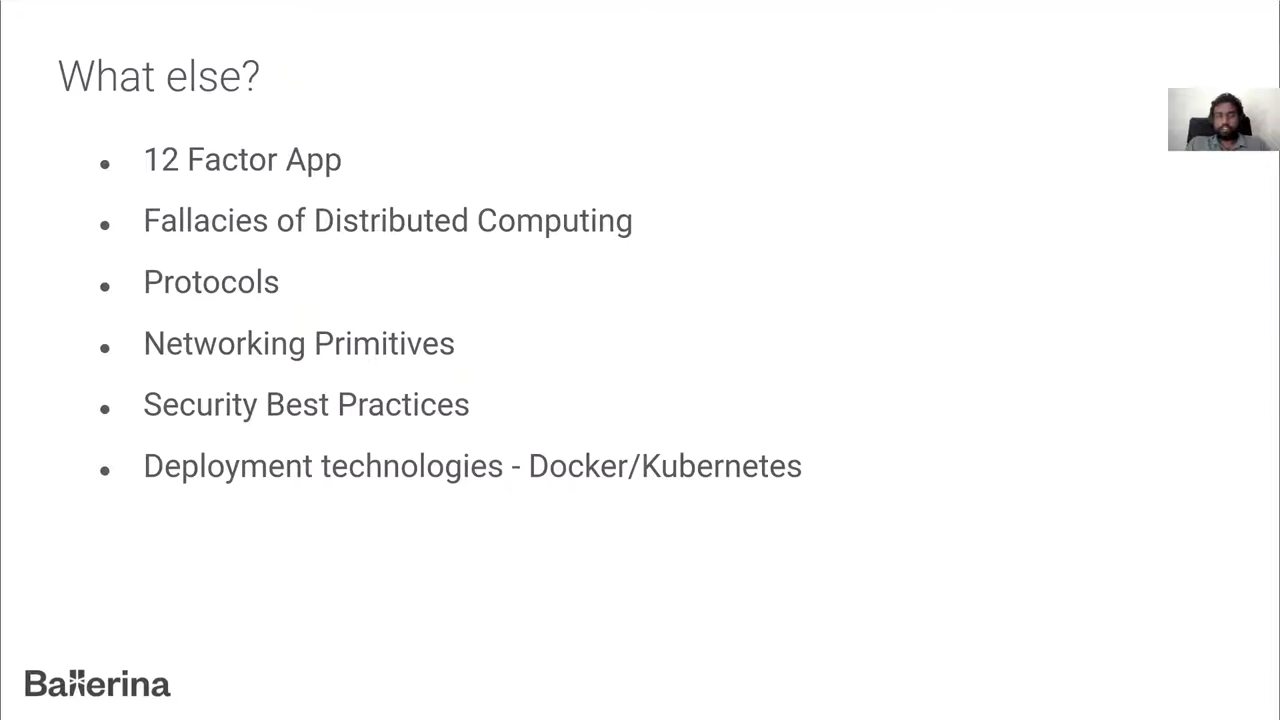 What else?
• 12 Factor App
• Fallacies of Distributed Computing
• Protocols
• Networking Primitives
• Security Best Practices
• Deployment technologies - Docker/Kubernetes
Ballerina